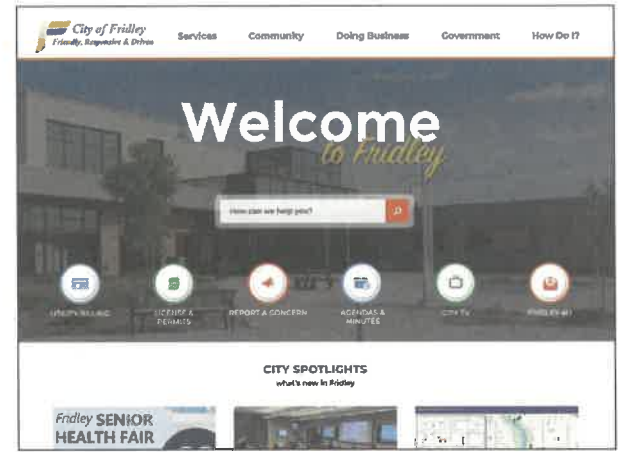 City of Fridley
Friendly, Responsive & Driven
Services
Community
Doing Business
Government
How Do I?
Welcome
to Fridley
How can we help you?
UTILITY BILLING
LICENSE &
PERMITS
REPORT A CONCERN
AGENDAS &
MINUTES
CITY TV
CITY SPOTLIGHTS
what's new in Fridley
Fridley SENIOR
HEALTH FAIR